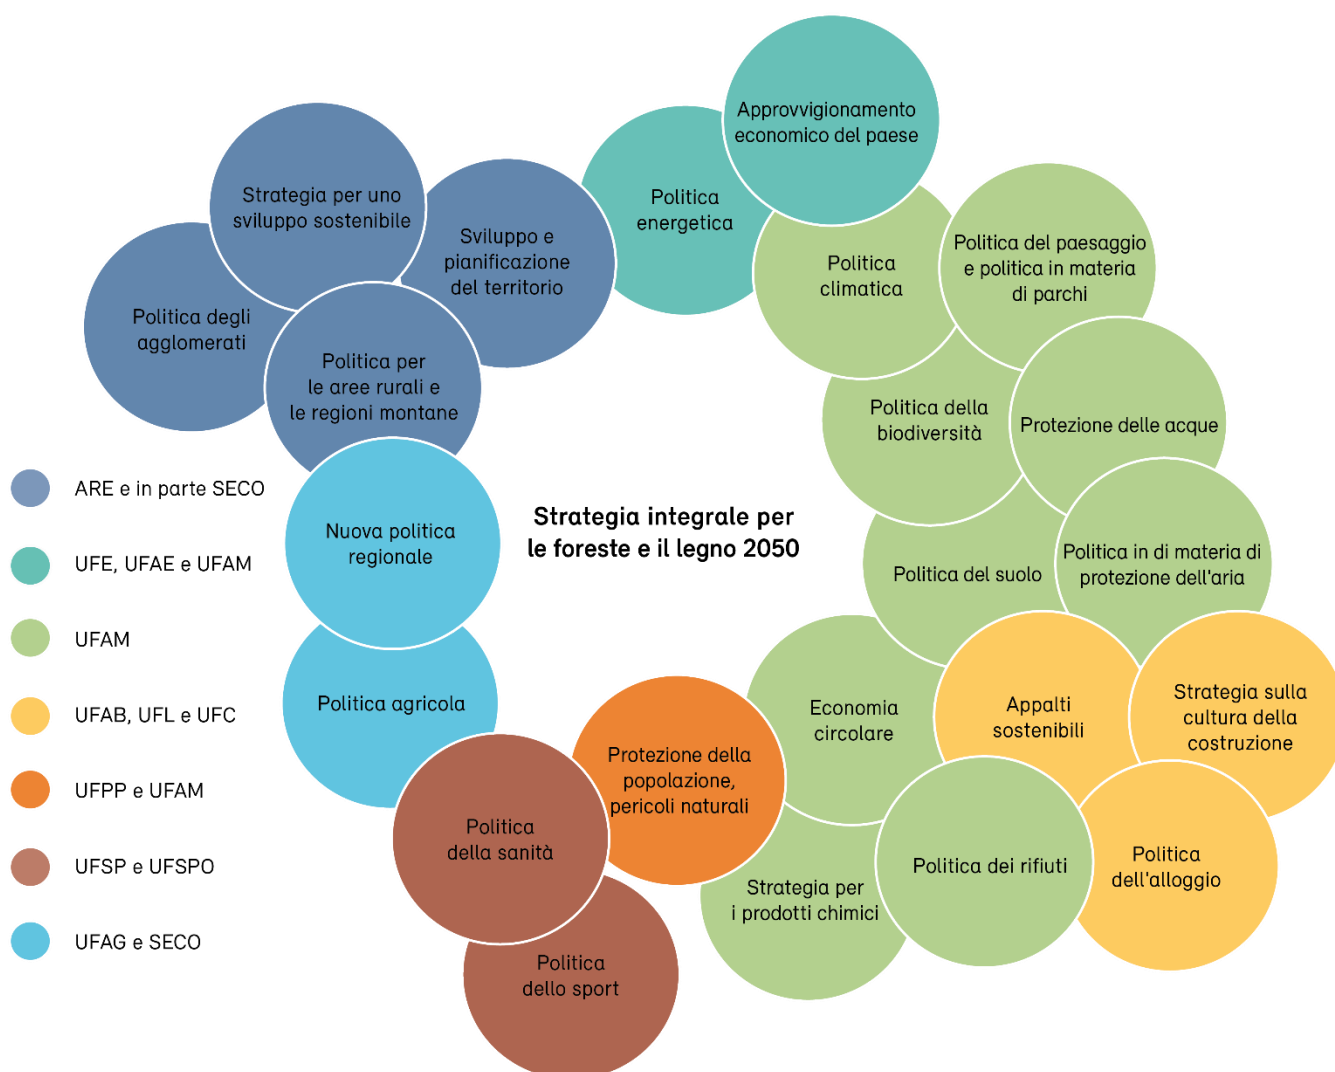 Approvvigionamento
economico del paese
Strategia per uno
sviluppo sostenibile
Politica
energetica
Sviluppo e
pianificazione
del territorio
Politica
climatica
Politica del paesaggio
e politica in materia
di parchi
Politica degli
agglomerati
Politica per
le aree rurali e
le regioni montane
Politica della
biodiversità
Protezione delle acque
ARE e in parte SECO
UFE, UFAE e UFAM
UFAM
UFAB, UFL e UFC
UFPP e UFAM
UFSP e UFSPO
UFAG e SECO
Nuova politica
regionale
Strategia integrale per
le foreste e il legno 2050
Politica del suolo
Politica in di materia di
protezione dell'aria
Politica agricola
Economia
circolare
Appalti
sostenibili
Strategia sulla
cultura della
costruzione
Protezione della
popolazione,
pericoli naturali
Politica
della sanità
Strategia per
i prodotti chimici
Politica dei rifiuti
Politica
dell'alloggio
Politica
dello sport